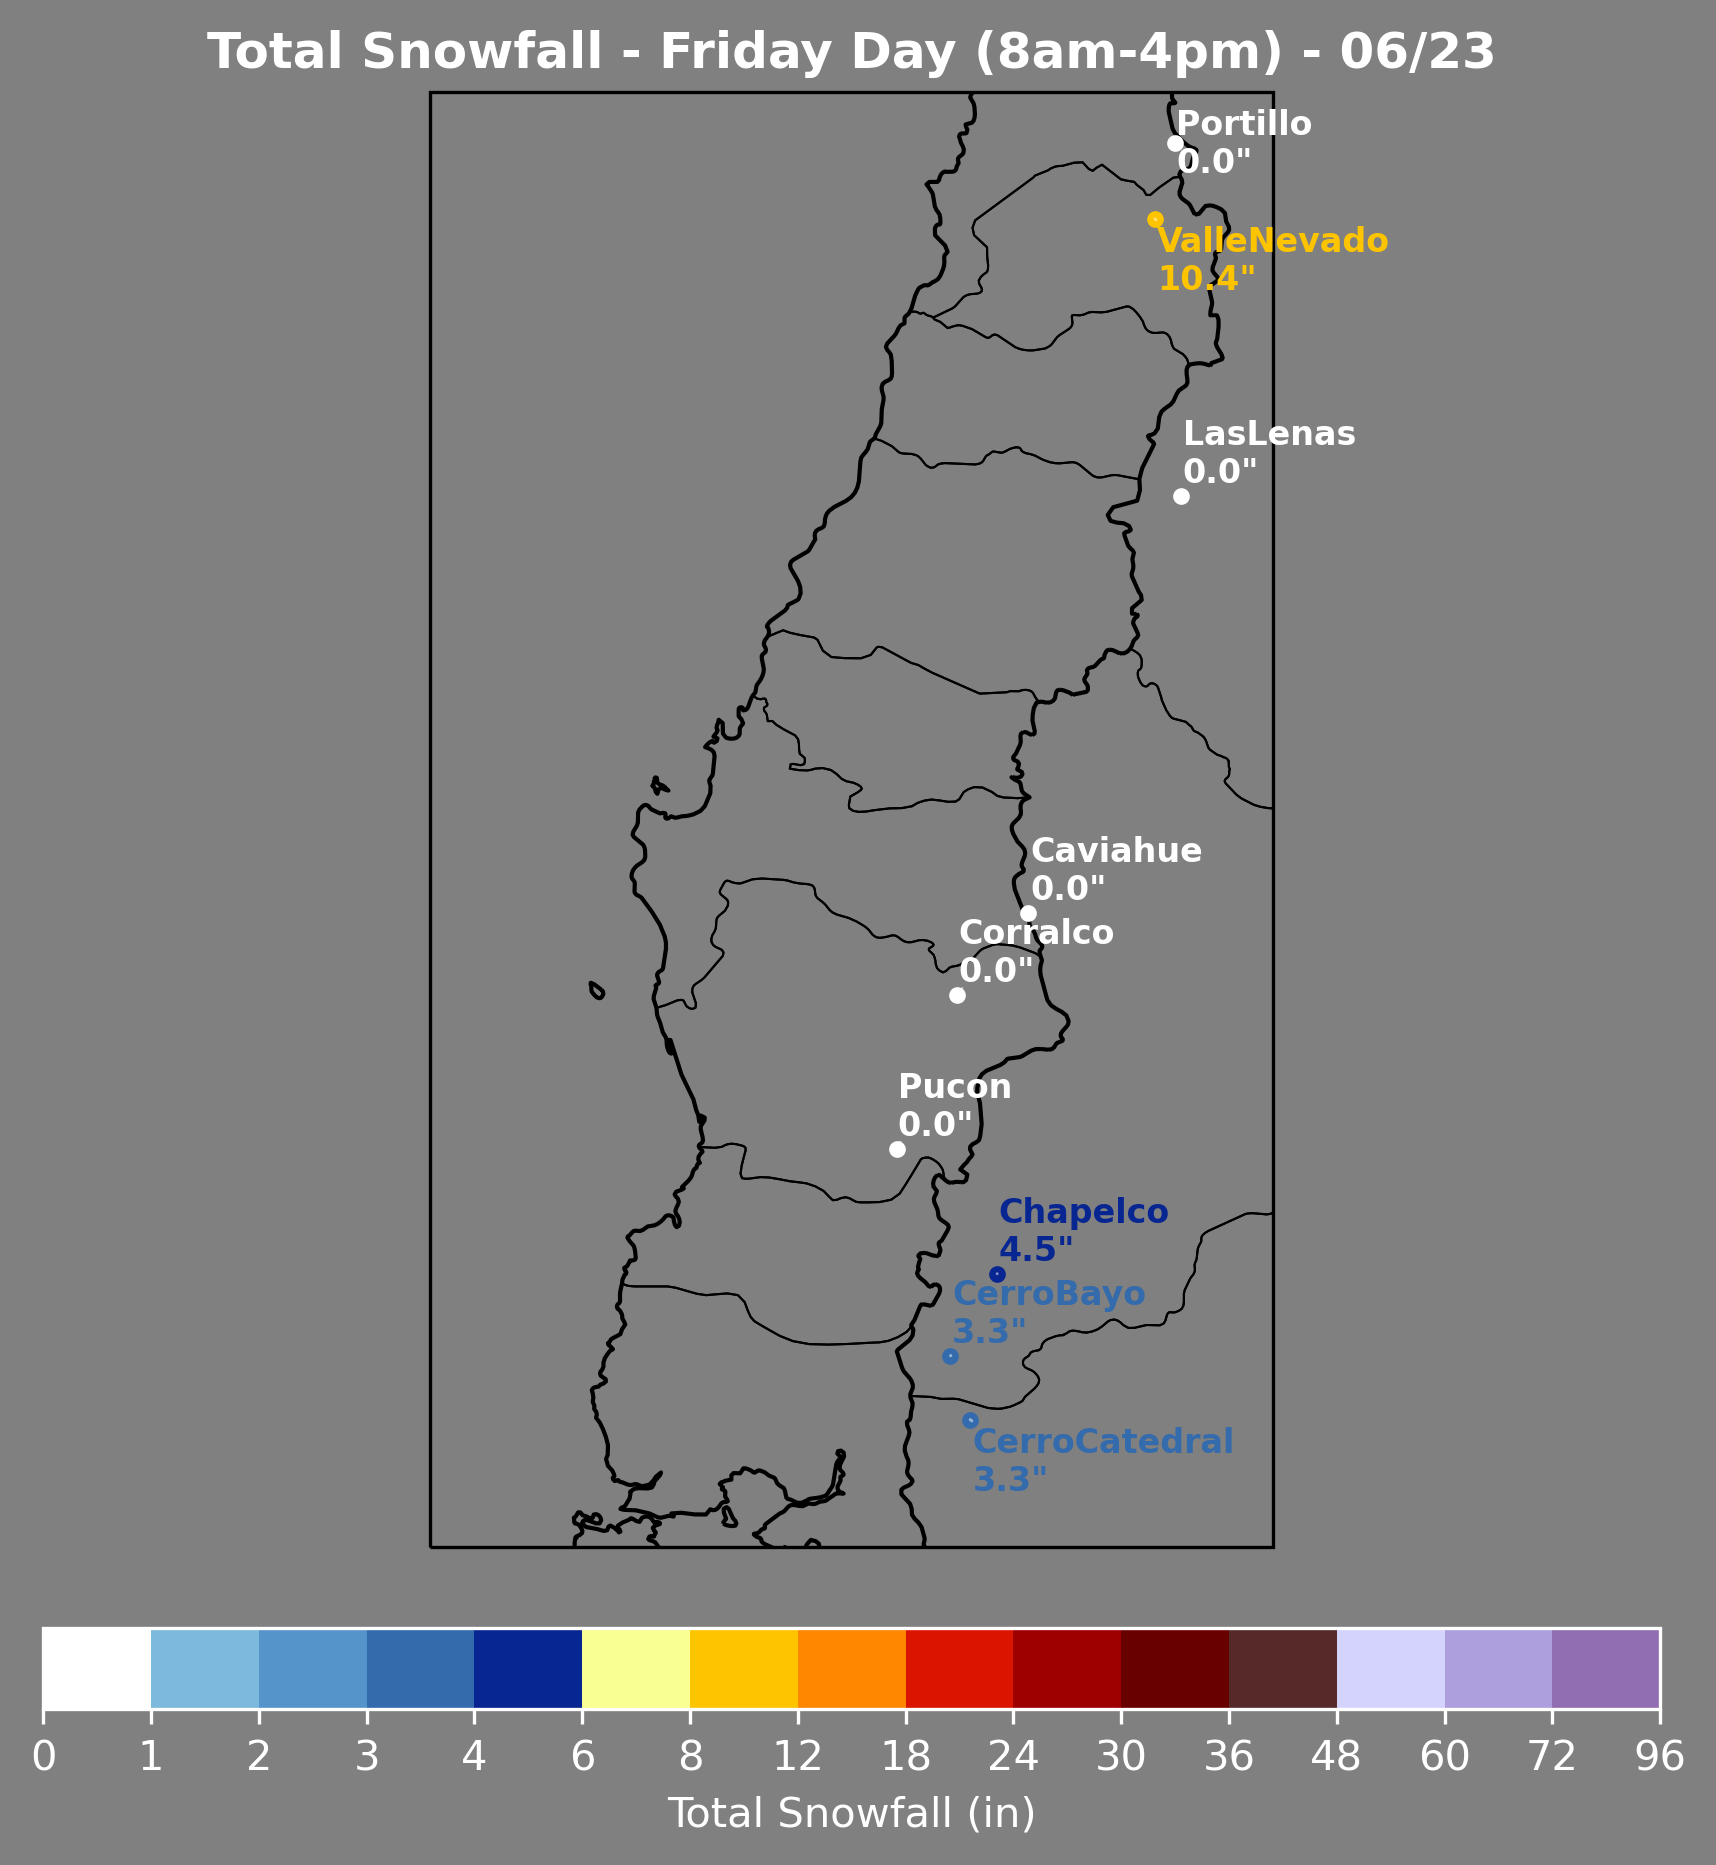 Total Snowfall - Friday Day (8am-4pm) - 06/23
Portillo
0.0"
ValleNevado
10.4"
LasLenas
0.0"
Caviahue
0.0"
Corralco
0.0"
Pucon
0.0"
Chapelco
4.5"
CerroBayo
3.3"
CerroCatedral
3.3"
0 1 2 3 4 6 8 12 18 24 30 36 48 60 72 96
Total Snowfall (in)